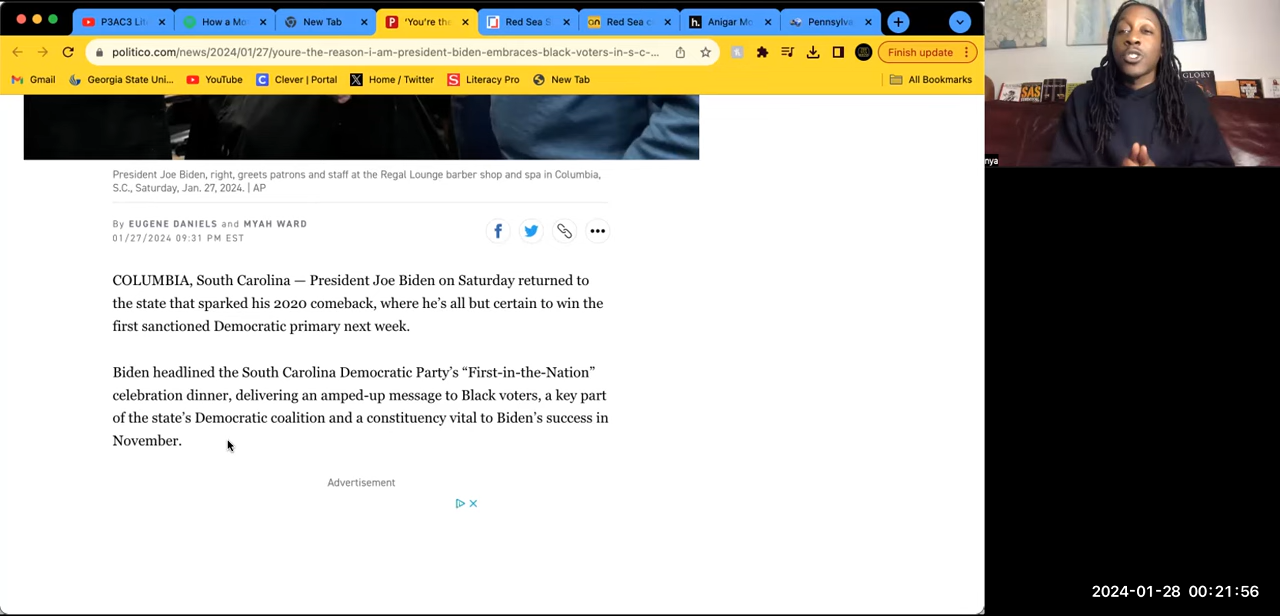 P3AC3 Li
How a Mo
New Tab
'You're the
Red Sea S
Red Sea c
Anigar Mo
Pennsylva
politico.com/news/2024/01/27/youre-the-reason-i-am-president-biden-embraces-black-voters-in-s-c-...
Finish update
Gmail
Georgia State Uni...
YouTube
Clever | Portal
Home / Twitter
Literacy Pro
New Tab
All Bookmarks
GLORY
SAS
nya
President Joe Biden, right, greets patrons and staff at the Regal Lounge barber shop and spa in Columbia,
S.C., Saturday, Jan. 27, 2024. | AP
By EUGENE DANIELS and MYAH WARD
01/27/2024 09:31 PM EST
COLUMBIA, South Carolina — President Joe Biden on Saturday returned to
the state that sparked his 2020 comeback, where he's all but certain to win the
first sanctioned Democratic primary next week.
Biden headlined the South Carolina Democratic Party's “First-in-the-Nation”
celebration dinner, delivering an amped-up message to Black voters, a key part
of the state's Democratic coalition and a constituency vital to Biden's success in
November.
Advertisement
2024-01-28 00:21:56